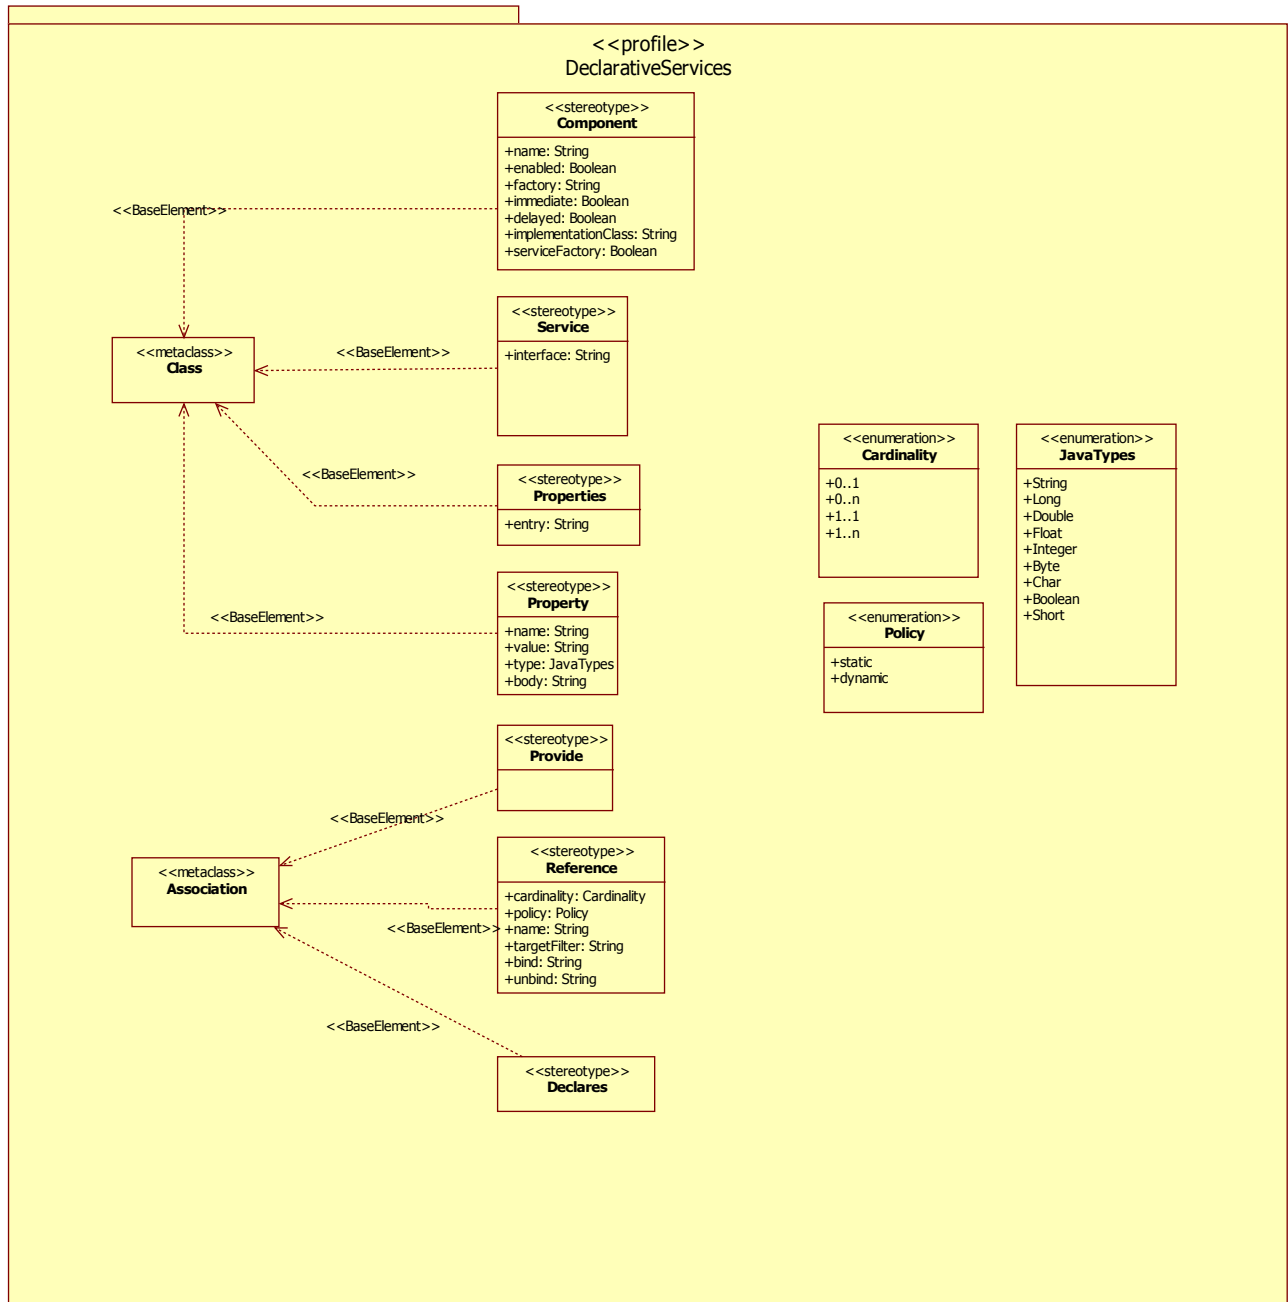 <<profile>>
DeclarativeServices
<<stereotype>>
Component
+name: String
+enabled: Boolean
+factory: String
+immediate: Boolean
+delayed: Boolean
+implementationClass: String
+serviceFactory: Boolean
<<BaseElement>>
<<stereotype>>
Service
+interface: String
<<metaclass>>
Class
<<BaseElement>>
<<BaseElement>>
<<stereotype>>
Properties
+entry: String
<<stereotype>>
Property
+name: String
+value: String
+type: JavaTypes
+body: String
<<BaseElement>>
<<enumeration>>
Cardinality
+0..1
+0..n
+1..1
+1..n
<<enumeration>>
JavaTypes
+String
+Long
+Double
+Float
+Integer
+Byte
+Char
+Boolean
+Short
<<enumeration>>
Policy
+static
+dynamic
<<stereotype>>
Provide
<<BaseElement>>
<<metaclass>>
Association
<<stereotype>>
Reference
+cardinality: Cardinality
+policy: Policy
+name: String
+targetFilter: String
+bind: String
+unbind: String
<<BaseElement>>
<<BaseElement>>
<<stereotype>>
Declares